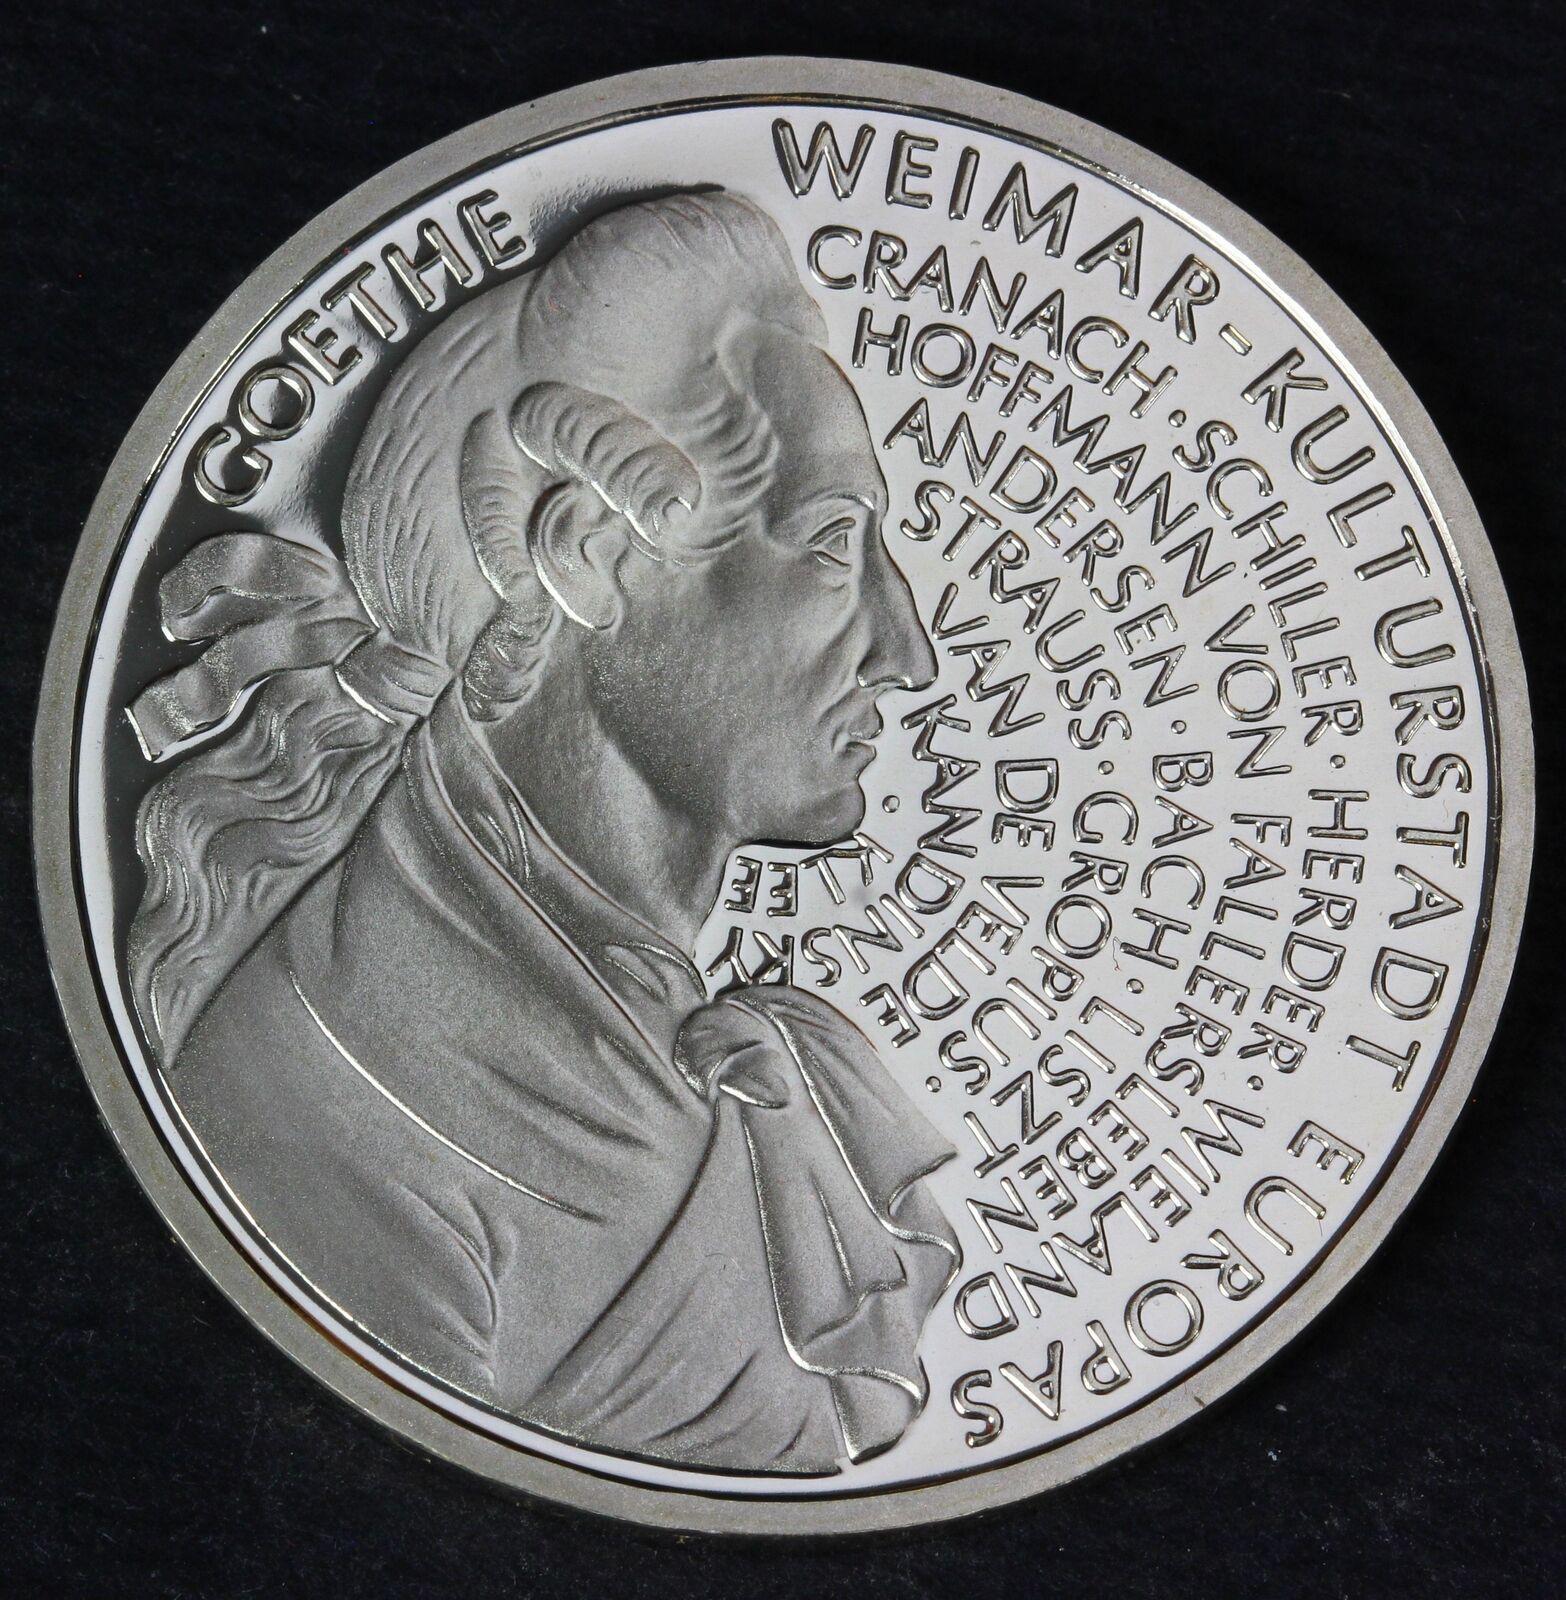 GOETHE
WEIMAR-KULTURSTADT EUROPAS
CRANACH·SCHILLER·HERDER·WIELAND
HOFFMANN VON FALLERSLEBEN
ANDERSEN·BACH·LISZT
STRAUSS·GROPIUS·
VAN DE VELDE
KANDINSKY
· KLEE